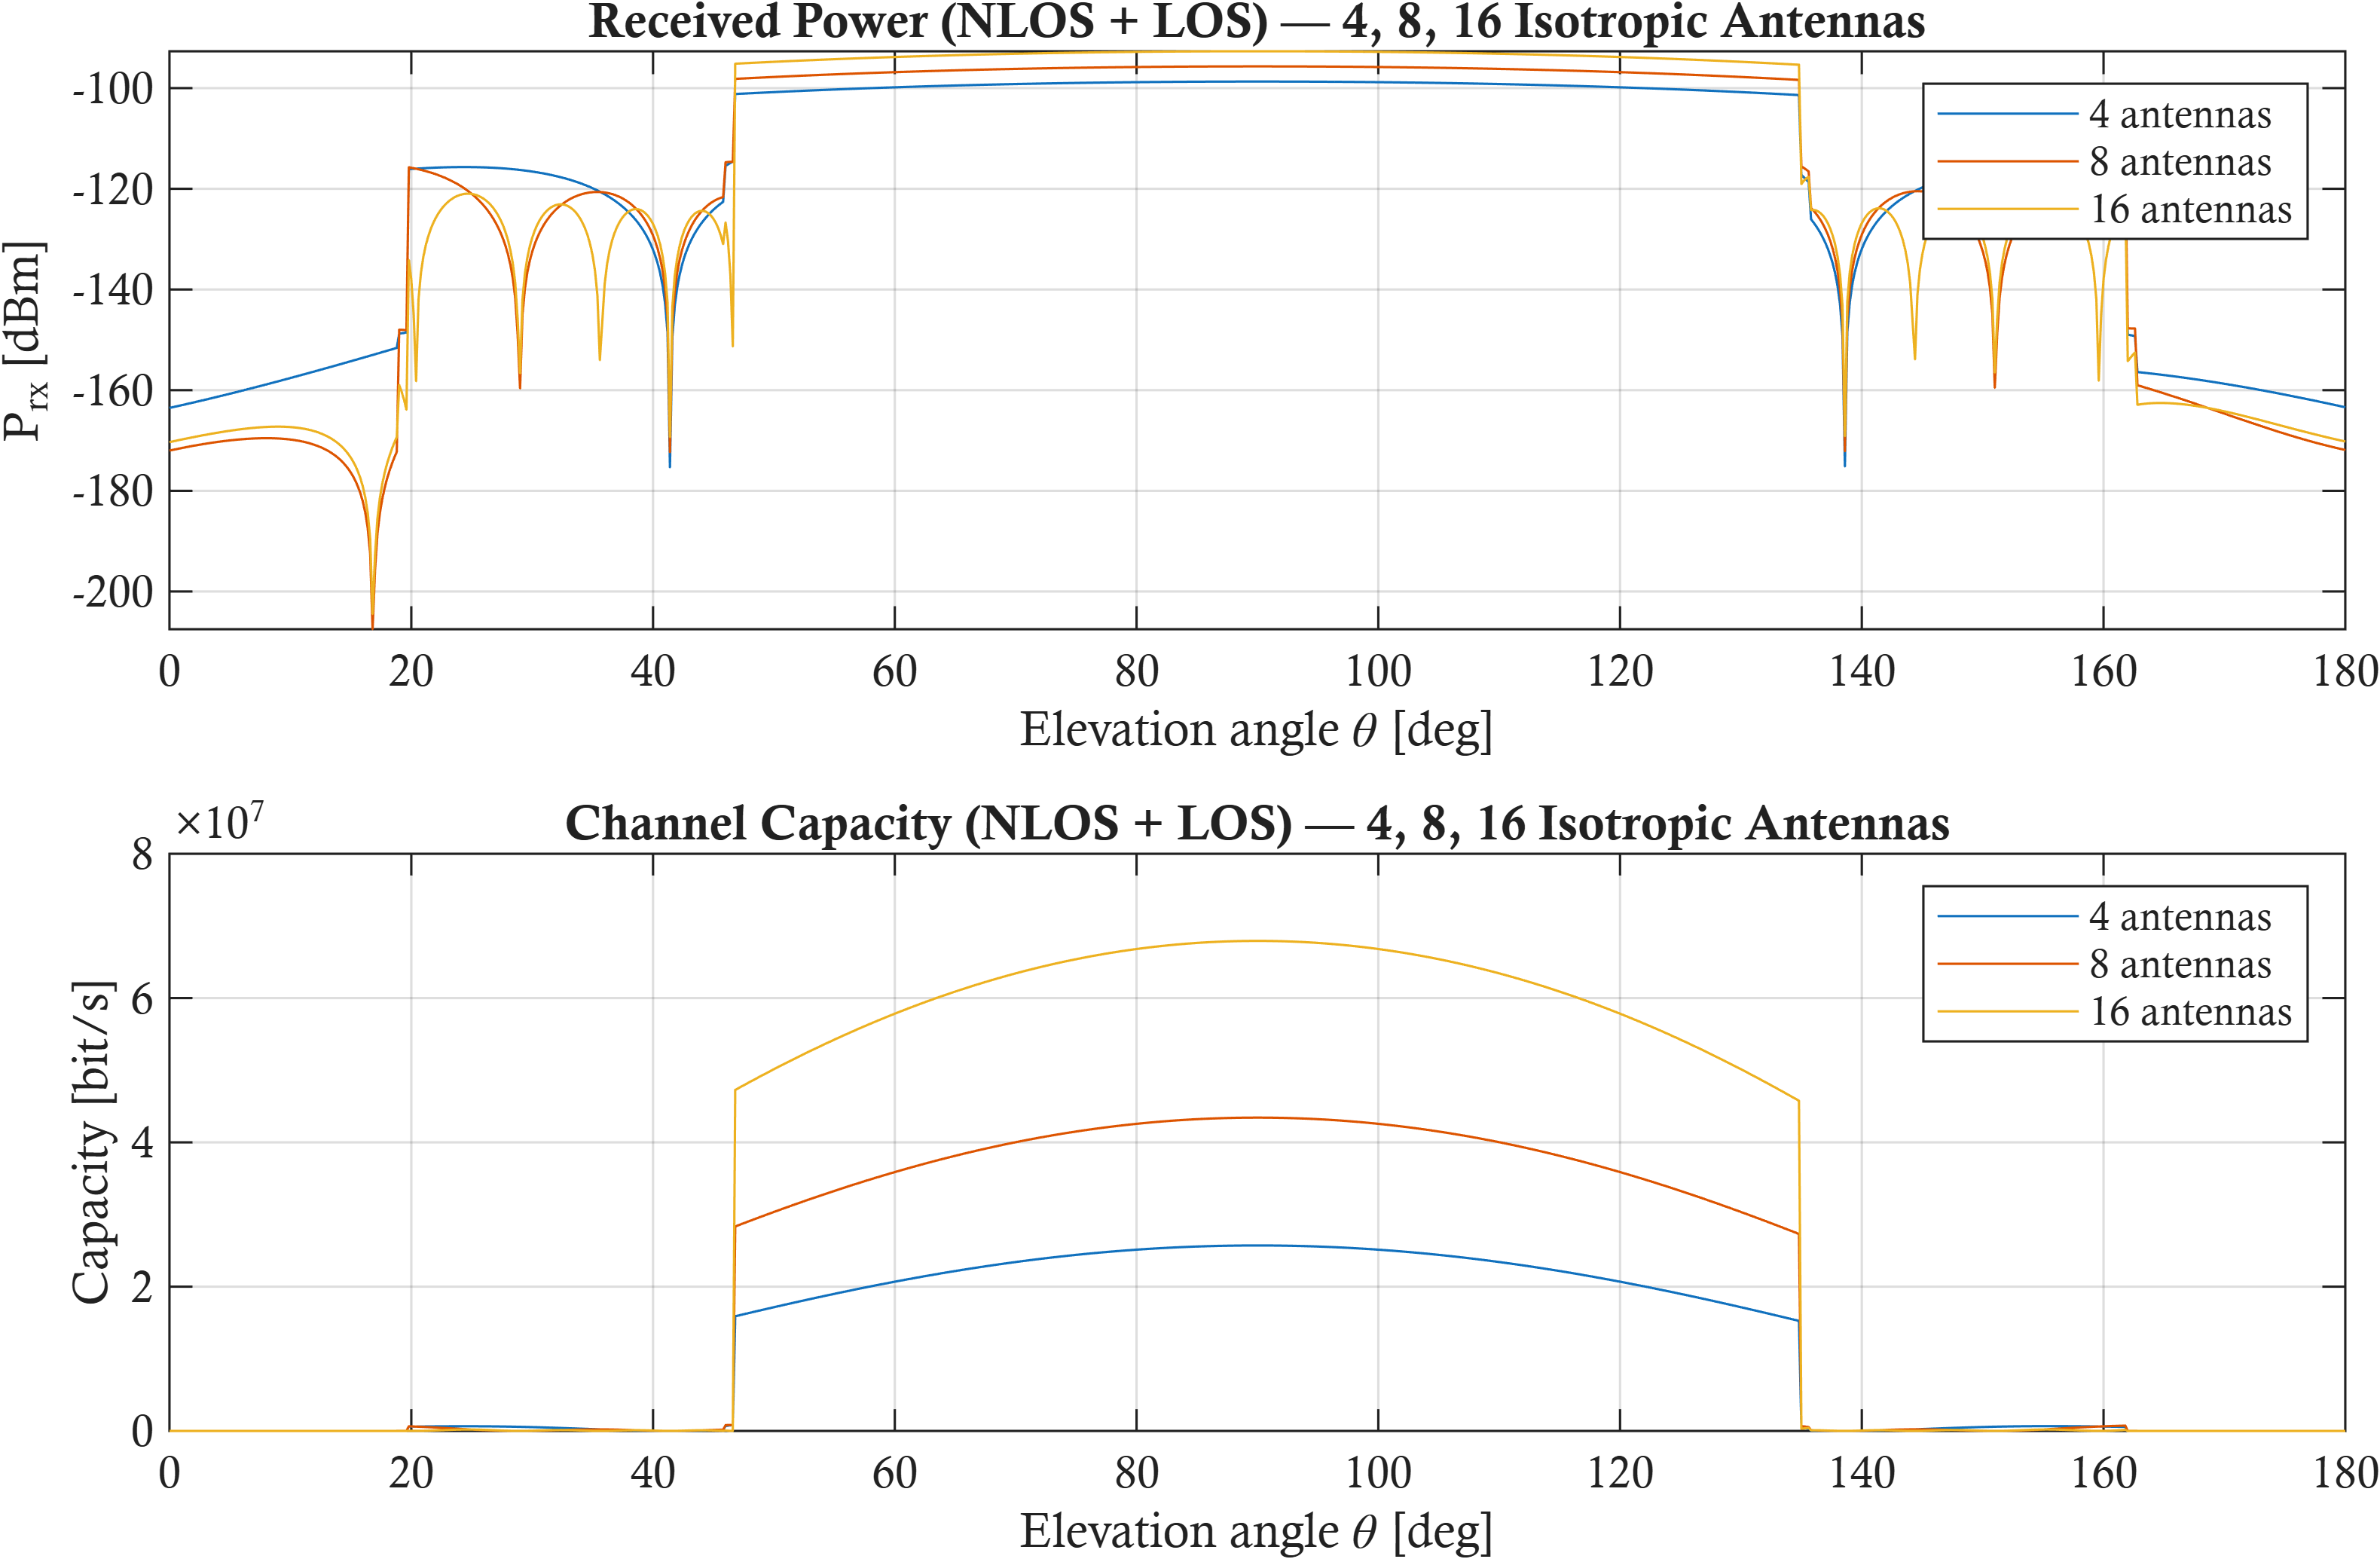 Received Power (NLOS + LOS) — 4, 8, 16 Isotropic Antennas
-100
-120
-140
-160
-180
-200
P_rx [dBm]
4 antennas
8 antennas
16 antennas
0 20 40 60 80 100 120 140 160 180
Elevation angle θ [deg]
×10^7
Channel Capacity (NLOS + LOS) — 4, 8, 16 Isotropic Antennas
8
6
4
2
0
Capacity [bit/s]
4 antennas
8 antennas
16 antennas
0 20 40 60 80 100 120 140 160 180
Elevation angle θ [deg]